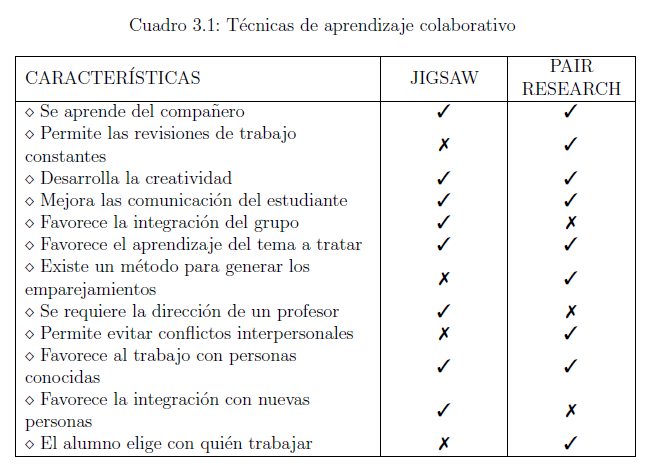 Cuadro 3.1: Técnicas de aprendizaje colaborativo
CARACTERÍSTICAS JIGSAW PAIR RESEARCH
⋄ Se aprende del compañero ✓ ✓
⋄ Permite las revisiones de trabajo
constantes ✗ ✓
⋄ Desarrolla la creatividad ✓ ✓
⋄ Mejora las comunicación del estudiante ✓ ✓
⋄ Favorece la integración del grupo ✓ ✗
⋄ Favorece el aprendizaje del tema a tratar ✓ ✓
⋄ Existe un método para generar los
emparejamientos ✗ ✓
⋄ Se requiere la dirección de un profesor ✓ ✗
⋄ Permite evitar conflictos interpersonales ✗ ✓
⋄ Favorece al trabajo con personas
conocidas ✓ ✓
⋄ Favorece la integración con nuevas
personas ✓ ✗
⋄ El alumno elige con quién trabajar ✗ ✓